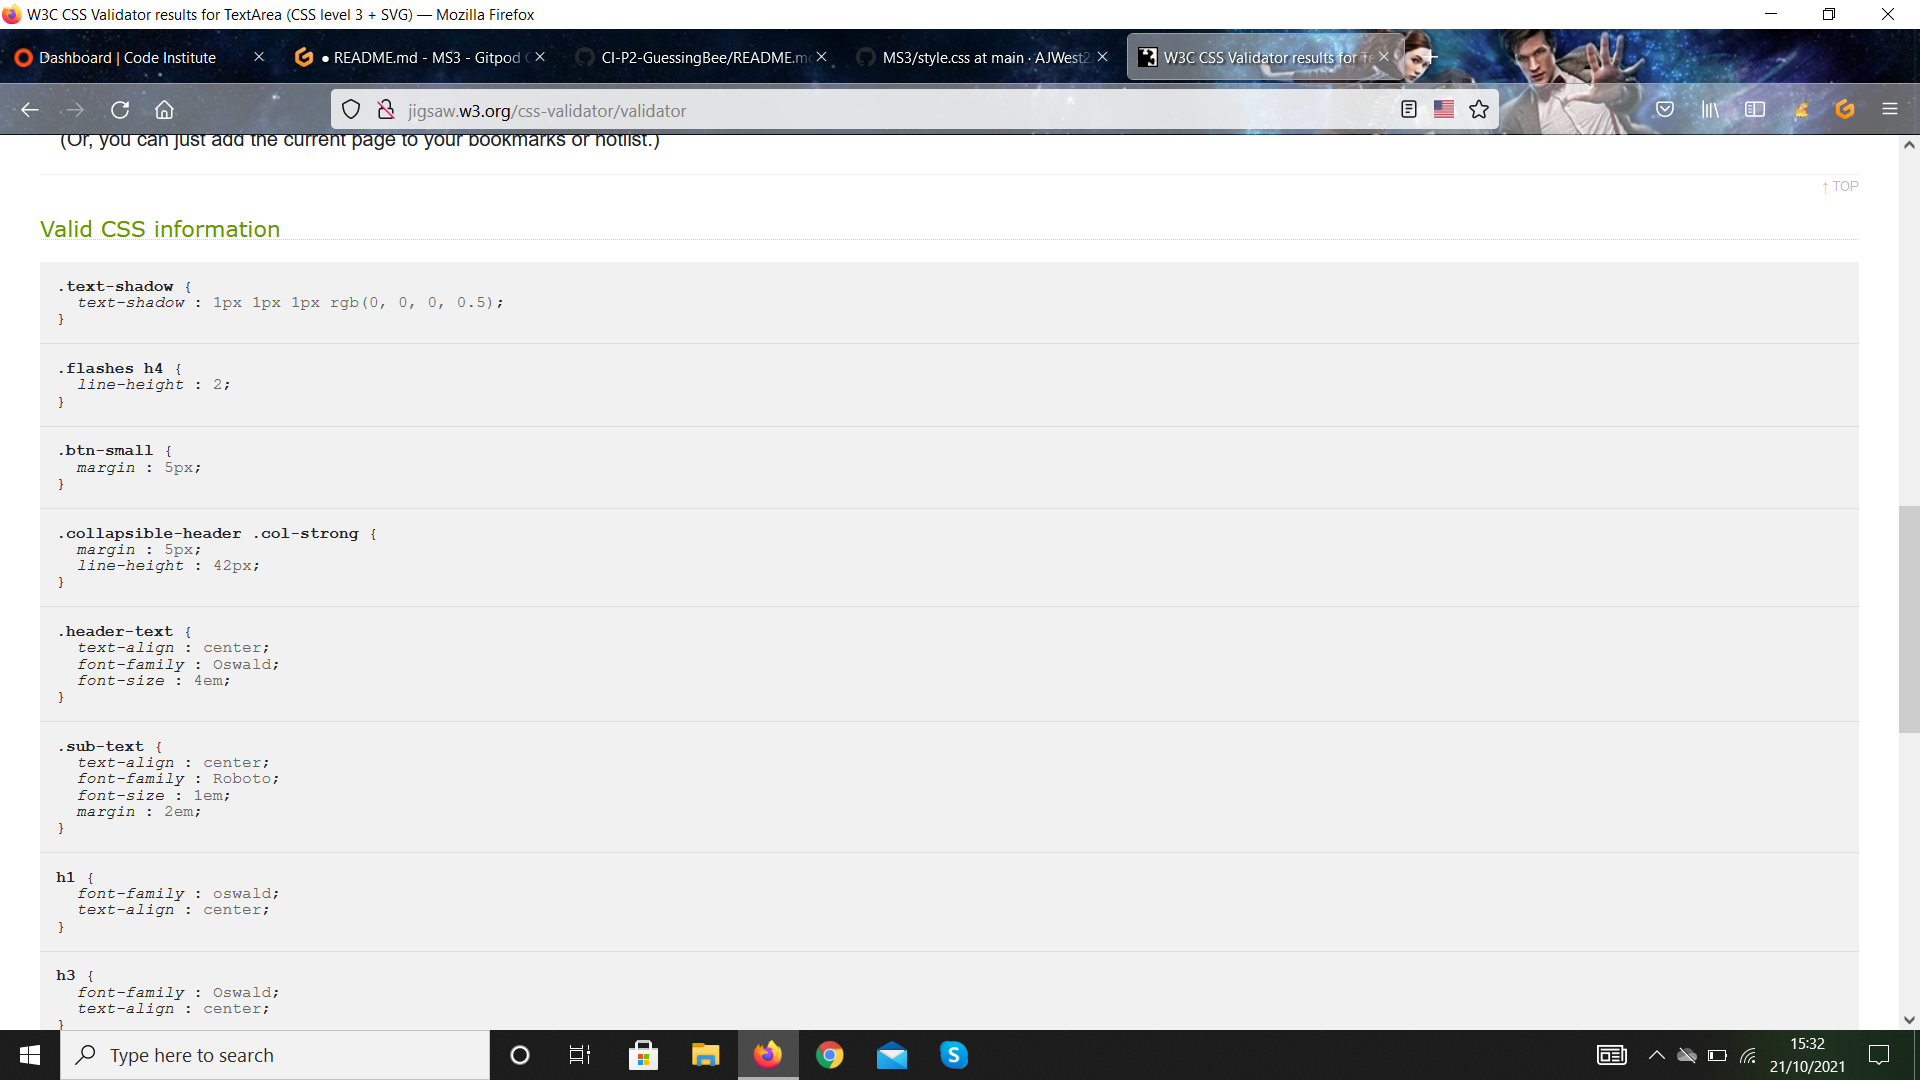 W3C CSS Validator results for TextArea (CSS level 3 + SVG) — Mozilla Firefox
Dashboard | Code Institute
● README.md - MS3 - Gitpod
CI-P2-GuessingBee/README.m
MS3/style.css at main · AJWest2
W3C CSS Validator results for Te
jigsaw.w3.org/css-validator/validator
(Or, you can just add the current page to your bookmarks or hotlist.)
↑ TOP
Valid CSS information
.text-shadow {
text-shadow : 1px 1px 1px rgb(0, 0, 0, 0.5);
}
.flashes h4 {
line-height : 2;
}
.btn-small {
margin : 5px;
}
.collapsible-header .col-strong {
margin : 5px;
line-height : 42px;
}
.header-text {
text-align : center;
font-family : Oswald;
font-size : 4em;
}
.sub-text {
text-align : center;
font-family : Roboto;
font-size : 1em;
margin : 2em;
}
h1 {
font-family : oswald;
text-align : center;
}
h3 {
font-family : Oswald;
text-align : center;
}
Type here to search
15:32
21/10/2021